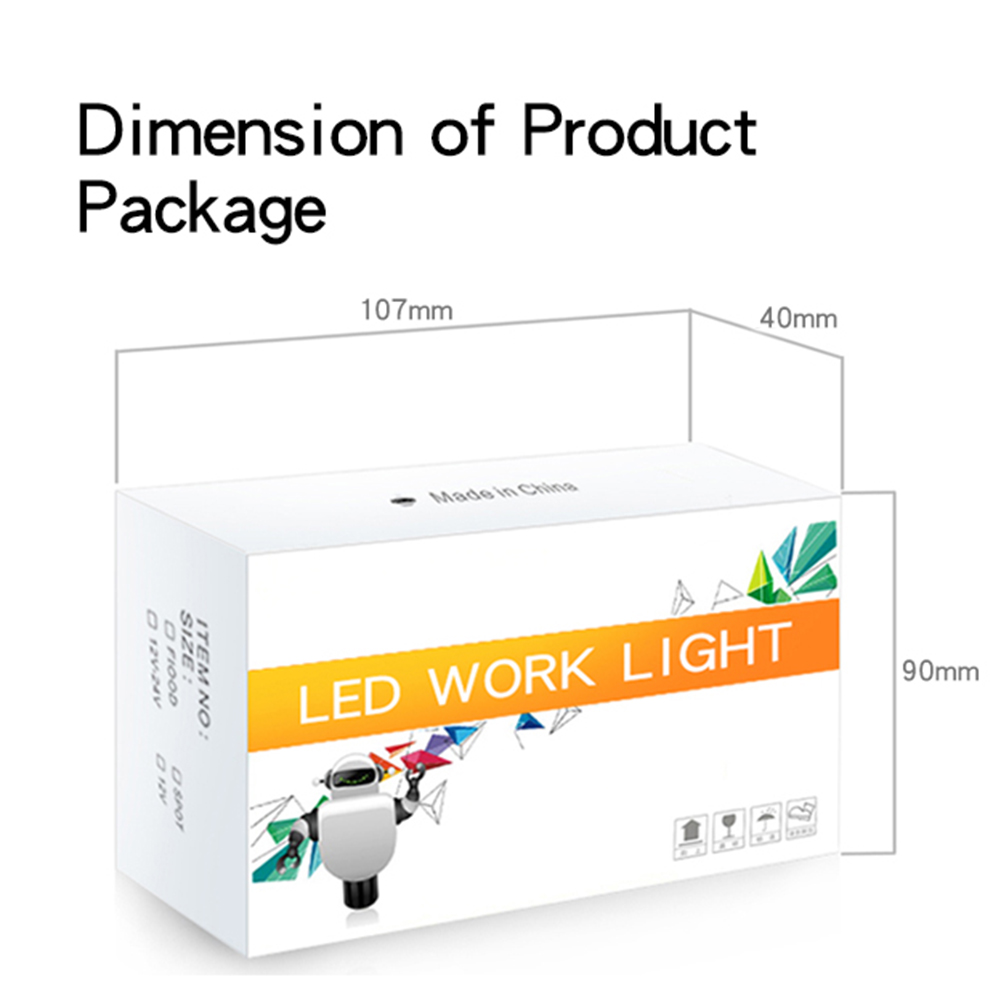 Dimension of Product
Package
107mm
40mm
Made in China
LED WORK LIGHT
90mm
ITEM NO:
SIZE:
FlOOD
SPOT
12V-24V
12V